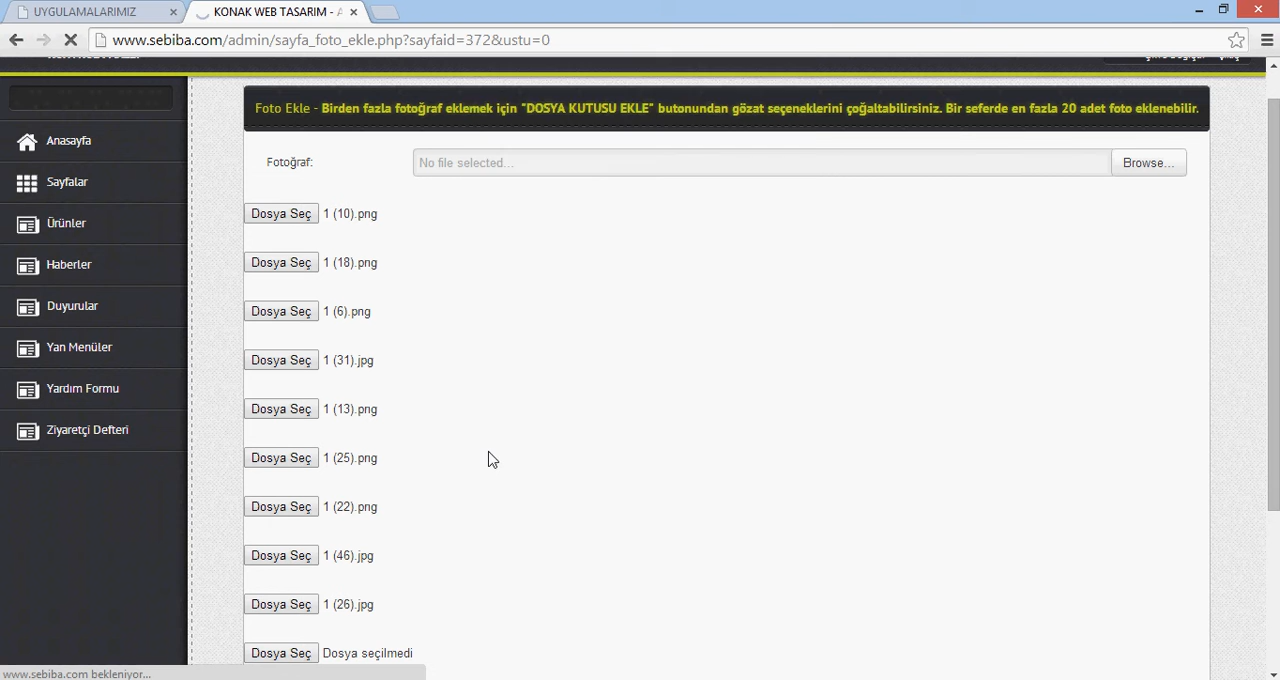 UYGULAMALARIMIZ
KONAK WEB TASARIM - A
www.sebiba.com/admin/sayfa_foto_ekle.php?sayfaid=372&ustu=0
Foto Ekle - Birden fazla fotoğraf eklemek için "DOSYA KUTUSU EKLE" butonundan gözat seçeneklerini çoğaltabilirsiniz. Bir seferde en fazla 20 adet foto eklenebilir.
Anasayfa
Sayfalar
Ürünler
Haberler
Duyurular
Yan Menüler
Yardım Formu
Ziyaretçi Defteri
Fotoğraf:
No file selected...
Browse...
Dosya Seç 1 (10).png
Dosya Seç 1 (18).png
Dosya Seç 1 (6).png
Dosya Seç 1 (31).jpg
Dosya Seç 1 (13).png
Dosya Seç 1 (25).png
Dosya Seç 1 (22).png
Dosya Seç 1 (46).jpg
Dosya Seç 1 (26).jpg
Dosya Seç Dosya seçilmedi
www.sebiba.com bekleniyor...